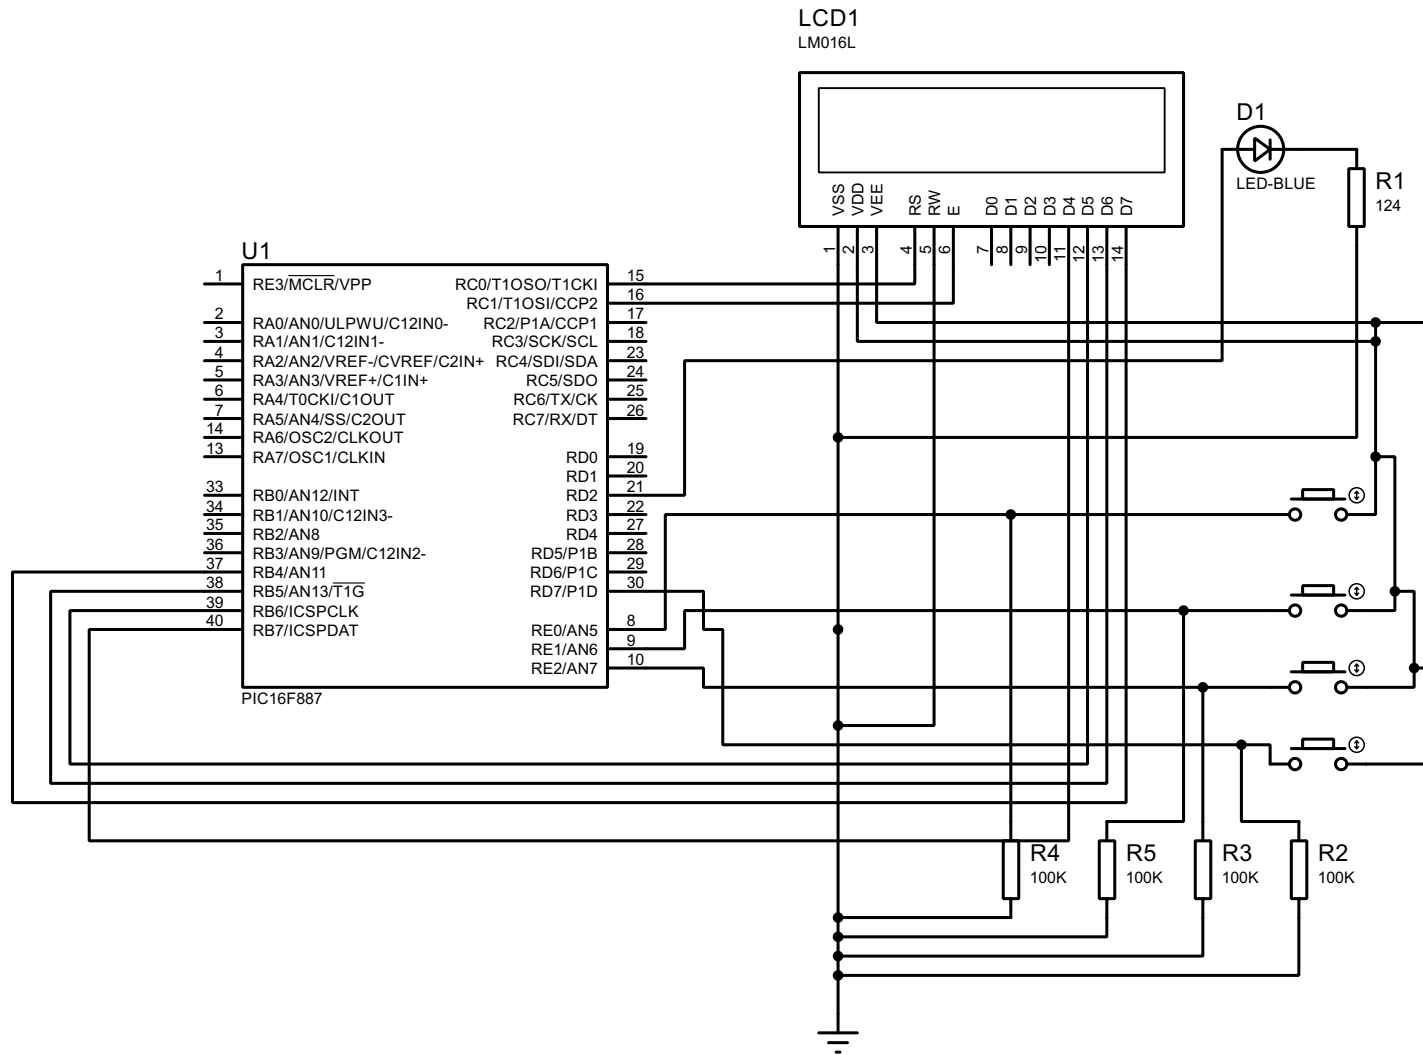 LCD1
LM016L
D1
LED-BLUE
R1
124
VSS
VDD
VEE
RS
RW
E
D0
D1
D2
D3
D4
D5
D6
D7
1
2
3
4
5
6
7
8
9
10
11
12
13
14
U1
1 RE3/MCLR/VPP RC0/T1OSO/T1CKI 15
RC1/T1OSI/CCP2 16
2 RA0/AN0/ULPWU/C12IN0- RC2/P1A/CCP1 17
3 RA1/AN1/C12IN1- RC3/SCK/SCL 18
4 RA2/AN2/VREF-/CVREF/C2IN+ RC4/SDI/SDA 23
5 RA3/AN3/VREF+/C1IN+ RC5/SDO 24
6 RA4/T0CKI/C1OUT RC6/TX/CK 25
7 RA5/AN4/SS/C2OUT RC7/RX/DT 26
14 RA6/OSC2/CLKOUT
13 RA7/OSC1/CLKIN RD0 19
RD1 20
33 RB0/AN12/INT RD2 21
34 RB1/AN10/C12IN3- RD3 22
35 RB2/AN8 RD4 27
36 RB3/AN9/PGM/C12IN2- RD5/P1B 28
37 RB4/AN11 RD6/P1C 29
38 RB5/AN13/T1G RD7/P1D 30
39 RB6/ICSPCLK
40 RB7/ICSPDAT RE0/AN5 8
RE1/AN6 9
RE2/AN7 10
PIC16F887
R4
100K
R5
100K
R3
100K
R2
100K